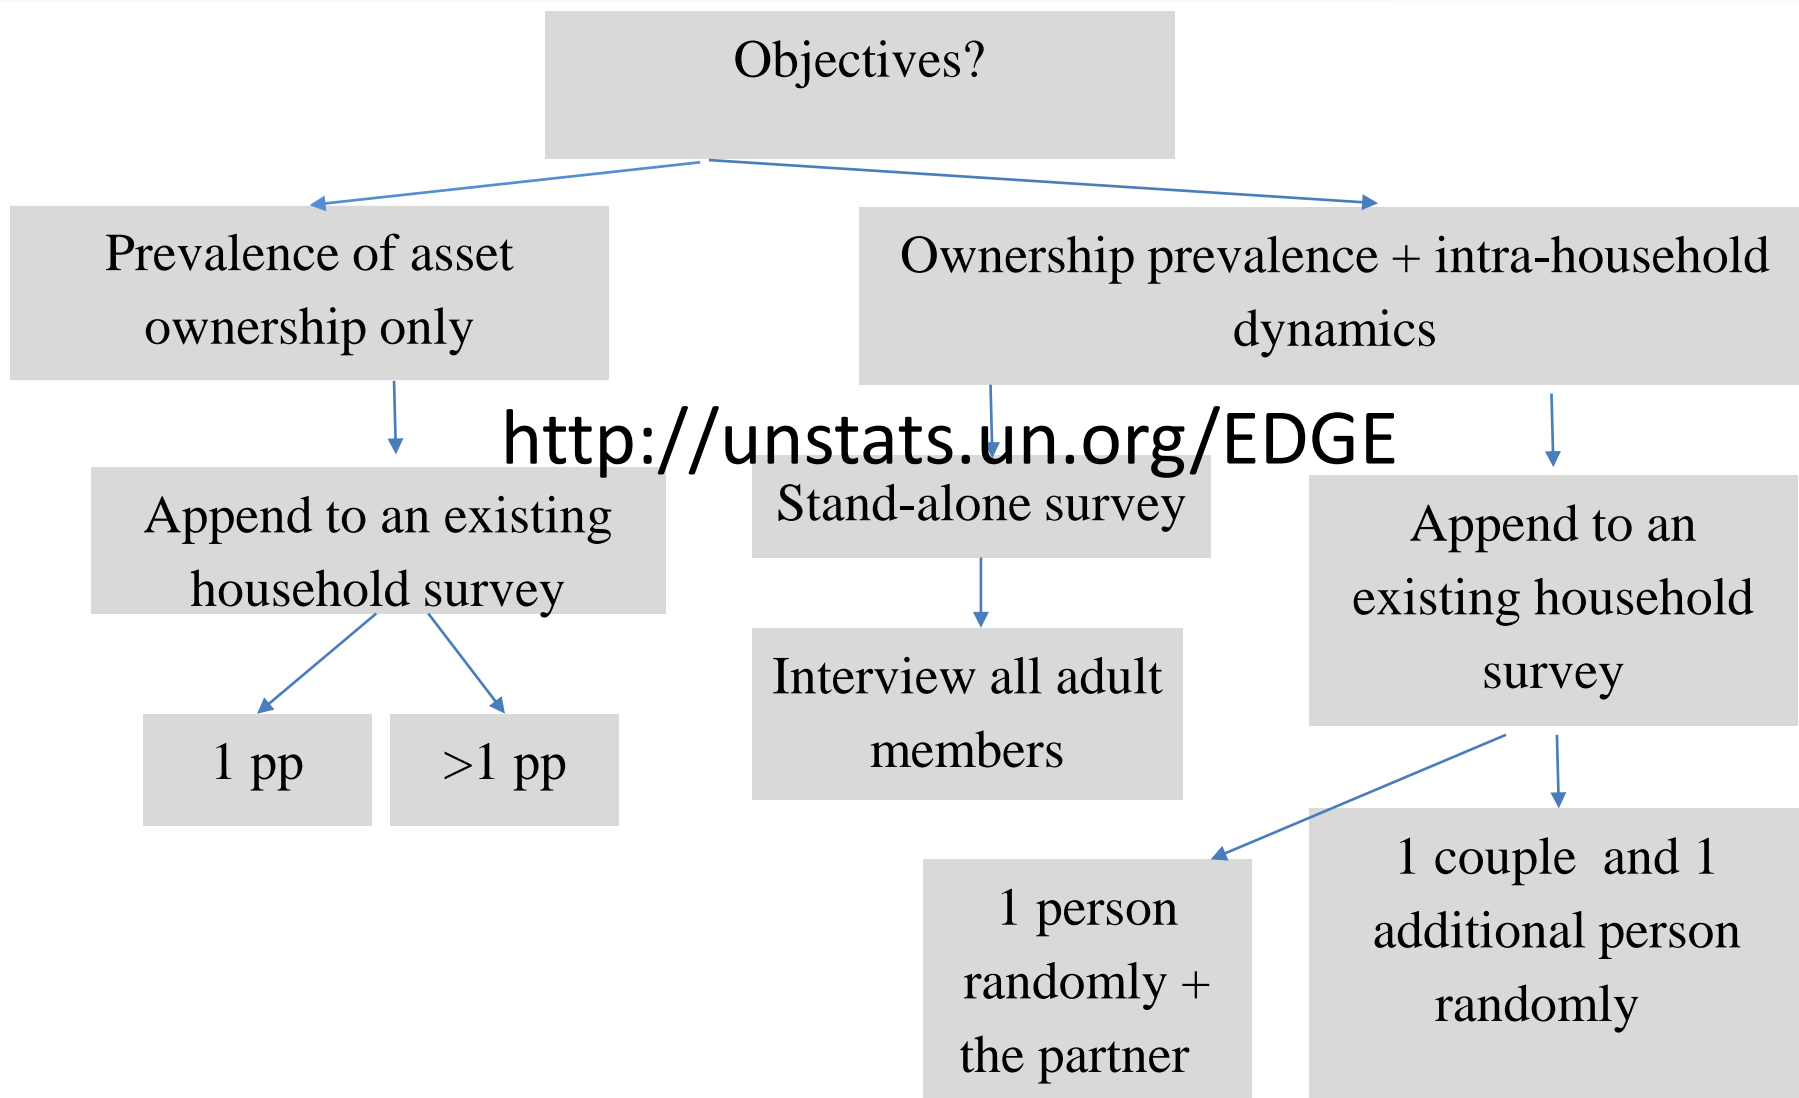 Objectives?
Prevalence of asset
ownership only
Ownership prevalence + intra-household
dynamics
http://unstats.un.org/EDGE
Append to an existing
household survey
Stand-alone survey
Append to an
existing household
survey
Interview all adult
members
1 pp
>1 pp
1 person
randomly +
the partner
1 couple and 1
additional person
randomly